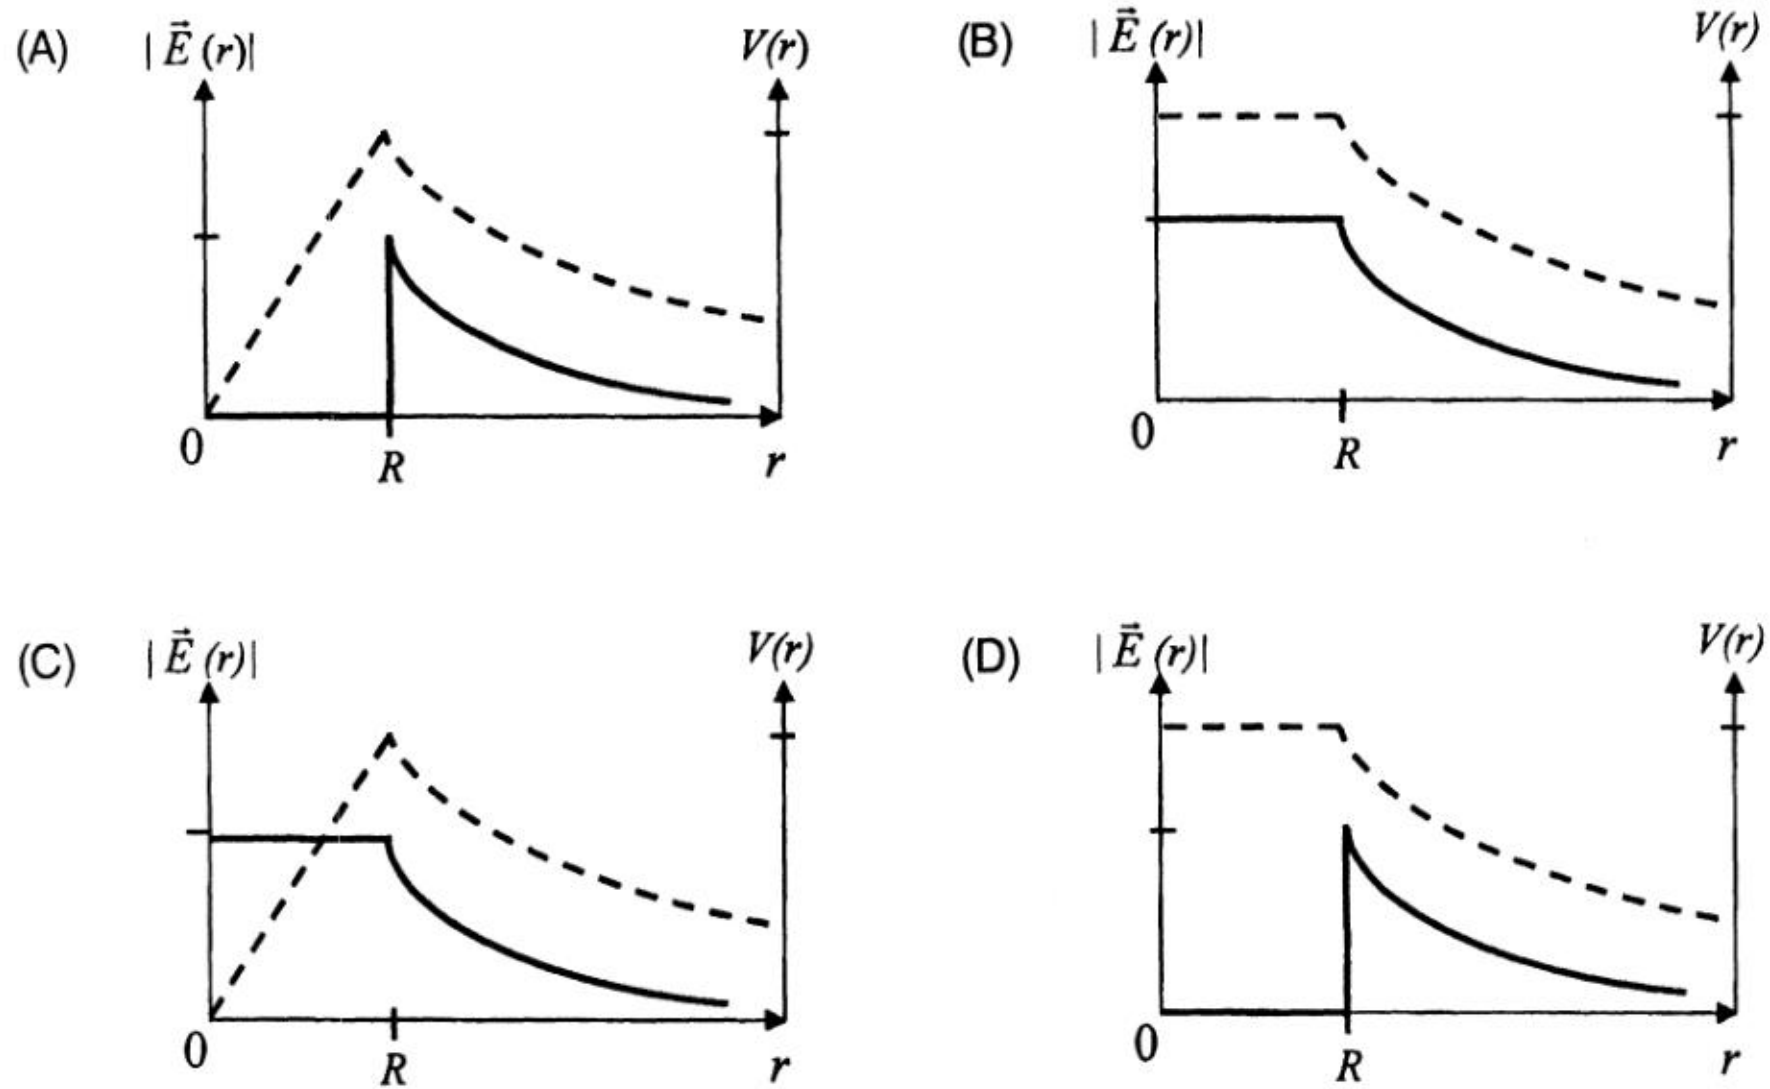 (A) |E⃗ (r)| V(r)
0 R r
(B) |E⃗ (r)| V(r)
0 R r
(C) |E⃗ (r)| V(r)
0 R r
(D) |E⃗ (r)| V(r)
0 R r